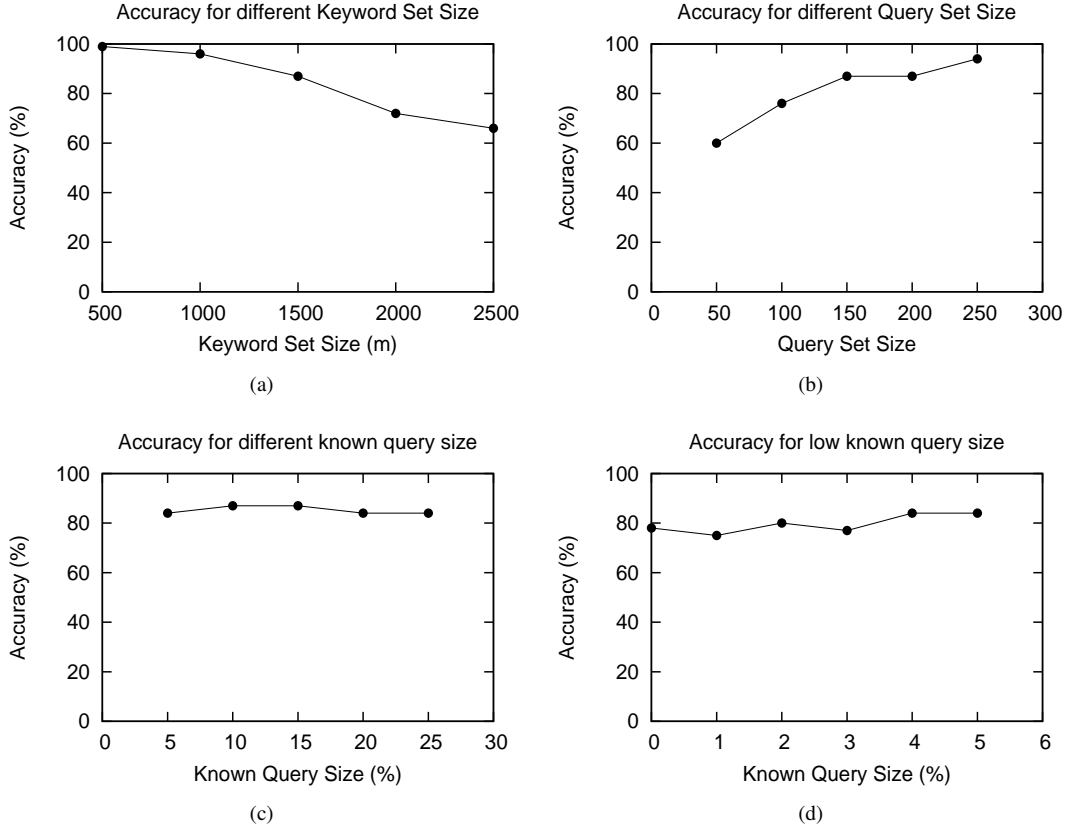 Accuracy for different Keyword Set Size
100
80
60
40
20
0
Accuracy (%)
500 1000 1500 2000 2500
Keyword Set Size (m)
(a)
Accuracy for different Query Set Size
100
80
60
40
20
0
Accuracy (%)
0 50 100 150 200 250 300
Query Set Size
(b)
Accuracy for different known query size
100
80
60
40
20
0
Accuracy (%)
0 5 10 15 20 25 30
Known Query Size (%)
(c)
Accuracy for low known query size
100
80
60
40
20
0
Accuracy (%)
0 1 2 3 4 5 6
Known Query Size (%)
(d)